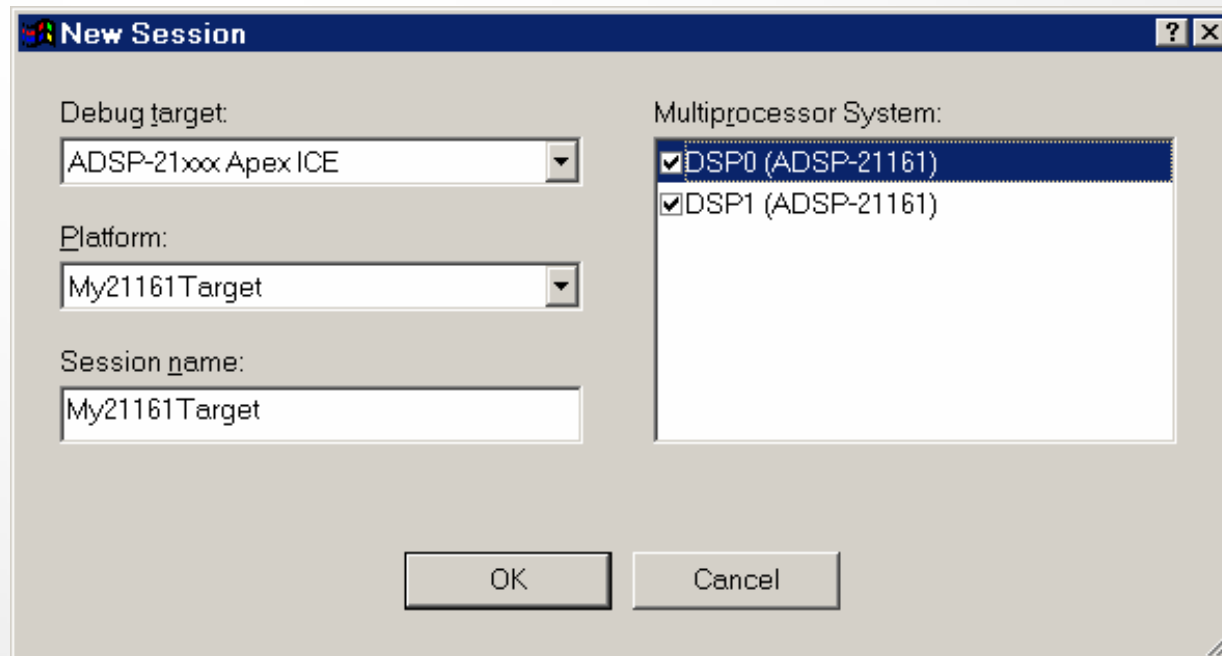 New Session
Debug target:
ADSP-21xxx Apex ICE
Platform:
My21161Target
Session name:
My21161Target
Multiprocessor System:
DSP0 (ADSP-21161)
DSP1 (ADSP-21161)
OK
Cancel